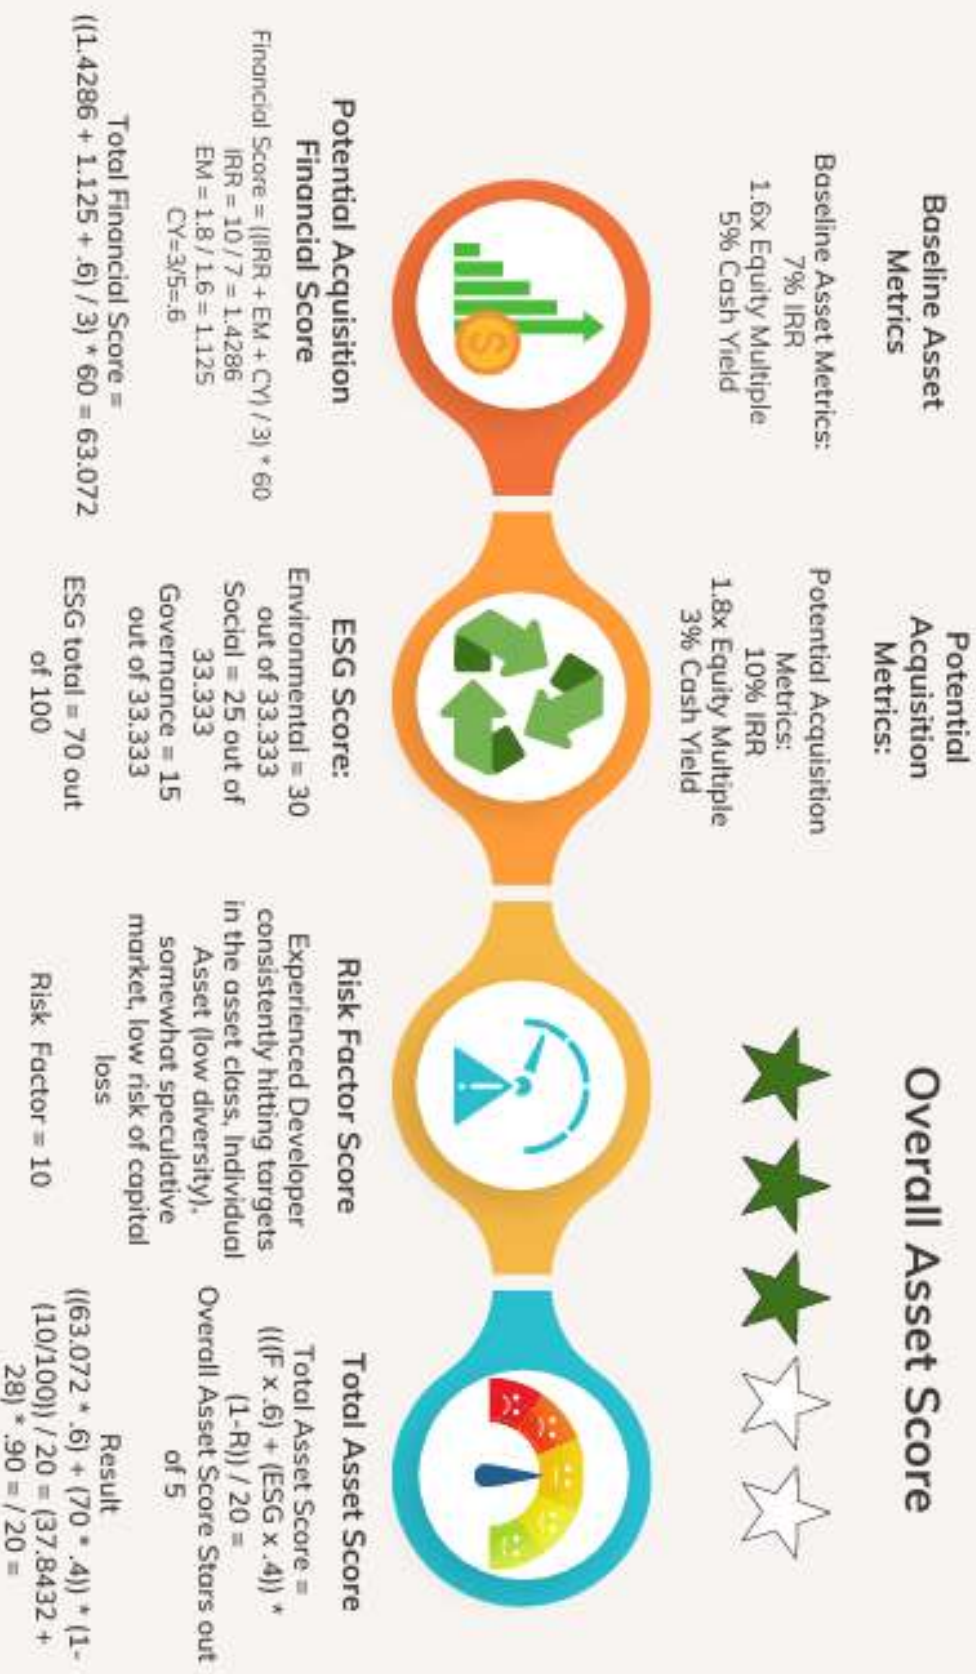 Baseline Asset
Metrics
Baseline Asset Metrics:
7% IRR
1.6x Equity Multiple
5% Cash Yield
Potential
Acquisition
Metrics:
Potential Acquisition
Metrics:
10% IRR
1.8x Equity Multiple
3% Cash Yield
Overall Asset Score
Potential Acquisition
Financial Score
Financial Score = ((IRR + EM + CY) / 3) * 60
IRR = 10 / 7 = 1.4286
EM = 1.8 / 1.6 = 1.125
CY=3/5=.6
Total Financial Score =
((1.4286 + 1.125 + .6) / 3) * 60 = 63.072
ESG Score:
Environmental = 30
out of 33.333
Social = 25 out of
33.333
Governance = 15
out of 33.333
ESG total = 70 out
of 100
Risk Factor Score
Experienced Developer
consistently hitting targets
in the asset class, Individual
Asset (low diversity),
somewhat speculative
market, low risk of capital
loss
Risk Factor = 10
Total Asset Score
Total Asset Score =
(((F x .6) + (ESG x .4)) *
(1-R)) / 20 =
Overall Asset Score Stars out
of 5
Result
((63.072 * .6) + (70 * .4)) * (1-
(10/100)) / 20 = (37.8432 +
28) * .90 = / 20 =